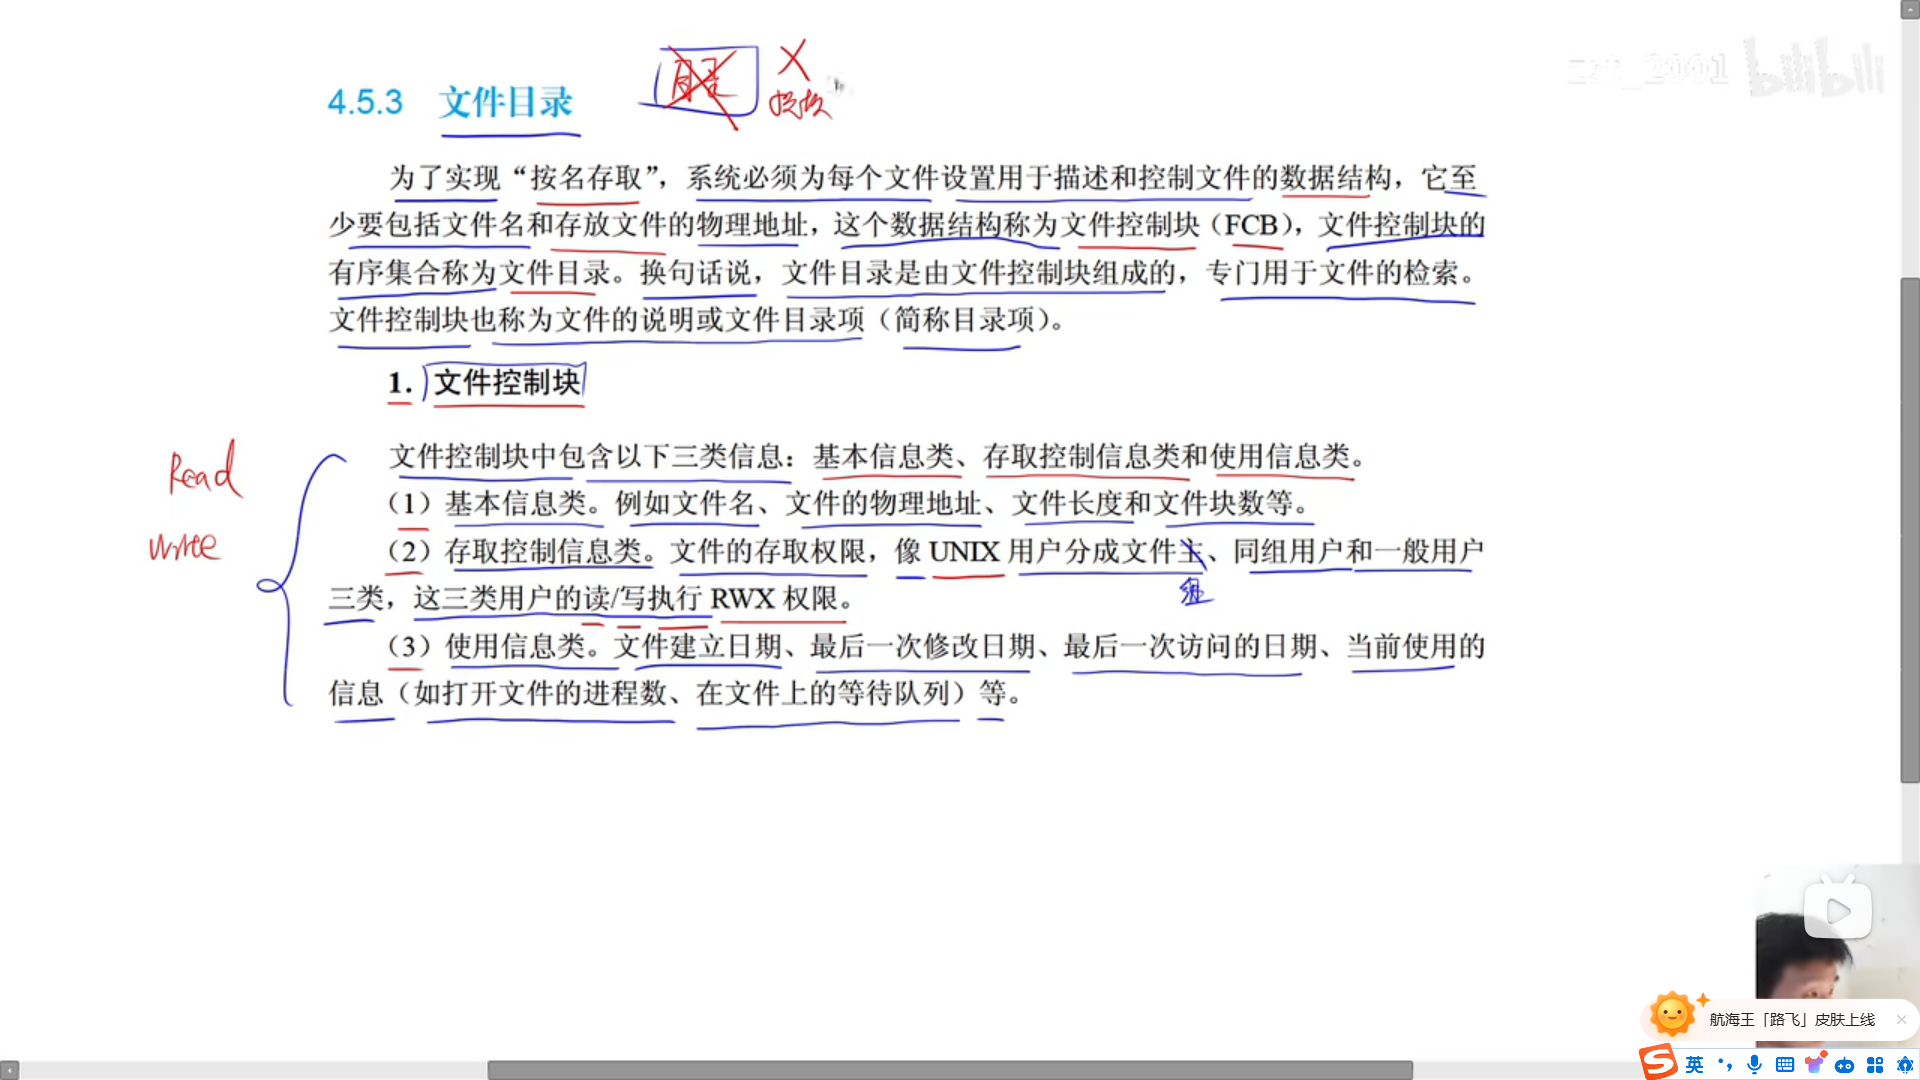 4.5.3 文件目录
目录 X
损坏
bilibili
为了实现“按名存取”，系统必须为每个文件设置用于描述和控制文件的数据结构，它至
少要包括文件名和存放文件的物理地址，这个数据结构称为文件控制块（FCB），文件控制块的
有序集合称为文件目录。换句话说，文件目录是由文件控制块组成的，专门用于文件的检索。
文件控制块也称为文件的说明或文件目录项（简称目录项）。
1. 文件控制块
Read
Write
文件控制块中包含以下三类信息：基本信息类、存取控制信息类和使用信息类。
（1）基本信息类。例如文件名、文件的物理地址、文件长度和文件块数等。
（2）存取控制信息类。文件的存取权限，像 UNIX 用户分成文件主、同组用户和一般用户
组
三类，这三类用户的读/写执行 RWX 权限。
（3）使用信息类。文件建立日期、最后一次修改日期、最后一次访问的日期、当前使用的
信息（如打开文件的进程数、在文件上的等待队列）等。
航海王「路飞」皮肤上线
英